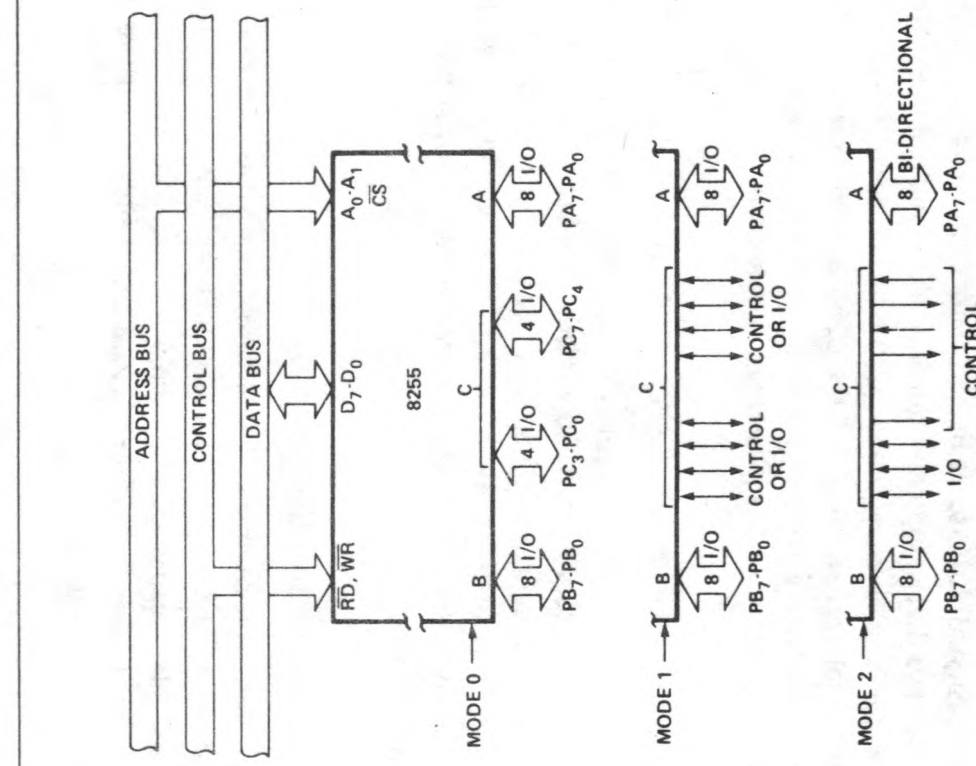 ADDRESS BUS
CONTROL BUS
DATA BUS
RD, WR
D7-D0
A0-A1
CS
8255
MODE 0
B
C
A
8 I/O
4 I/O
4 I/O
8 I/O
PB7-PB0
PC3-PC0
PC7-PC4
PA7-PA0
MODE 1
B
C
A
8 I/O
8 I/O
PB7-PB0
CONTROL
OR I/O
CONTROL
OR I/O
PA7-PA0
MODE 2
B
C
A
8 I/O
8
BI-DIRECTIONAL
PB7-PB0
I/O
CONTROL
PA7-PA0